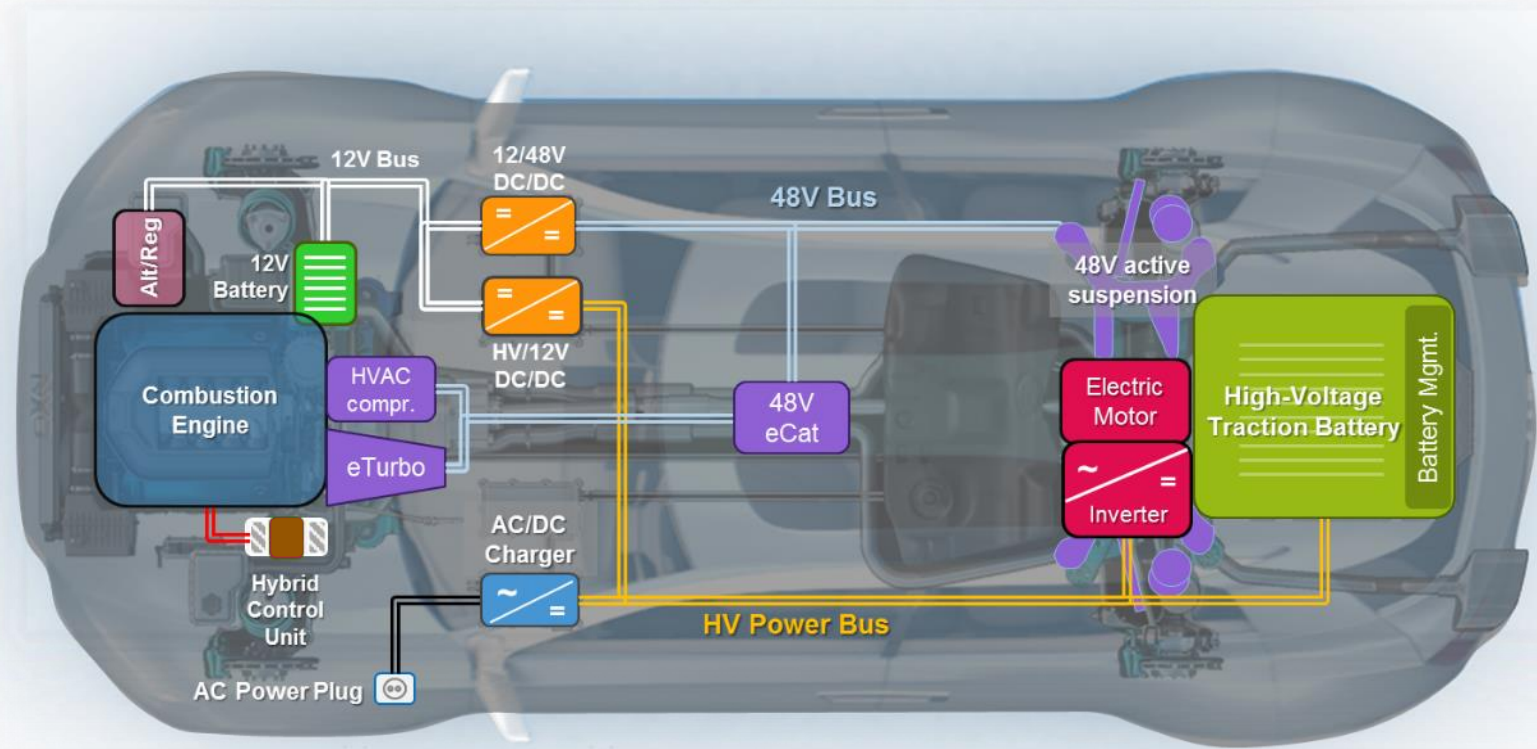 12V Bus
12/48V
DC/DC
48V Bus
Alt/Reg
12V
Battery
48V active
suspension
HV/12V
DC/DC
HVAC
compr.
Combustion
Engine
48V
eCat
Electric
Motor
High-Voltage
Traction Battery
Battery Mgmt.
eTurbo
~
=
Inverter
AC/DC
Charger
Hybrid
Control
Unit
HV Power Bus
AC Power Plug